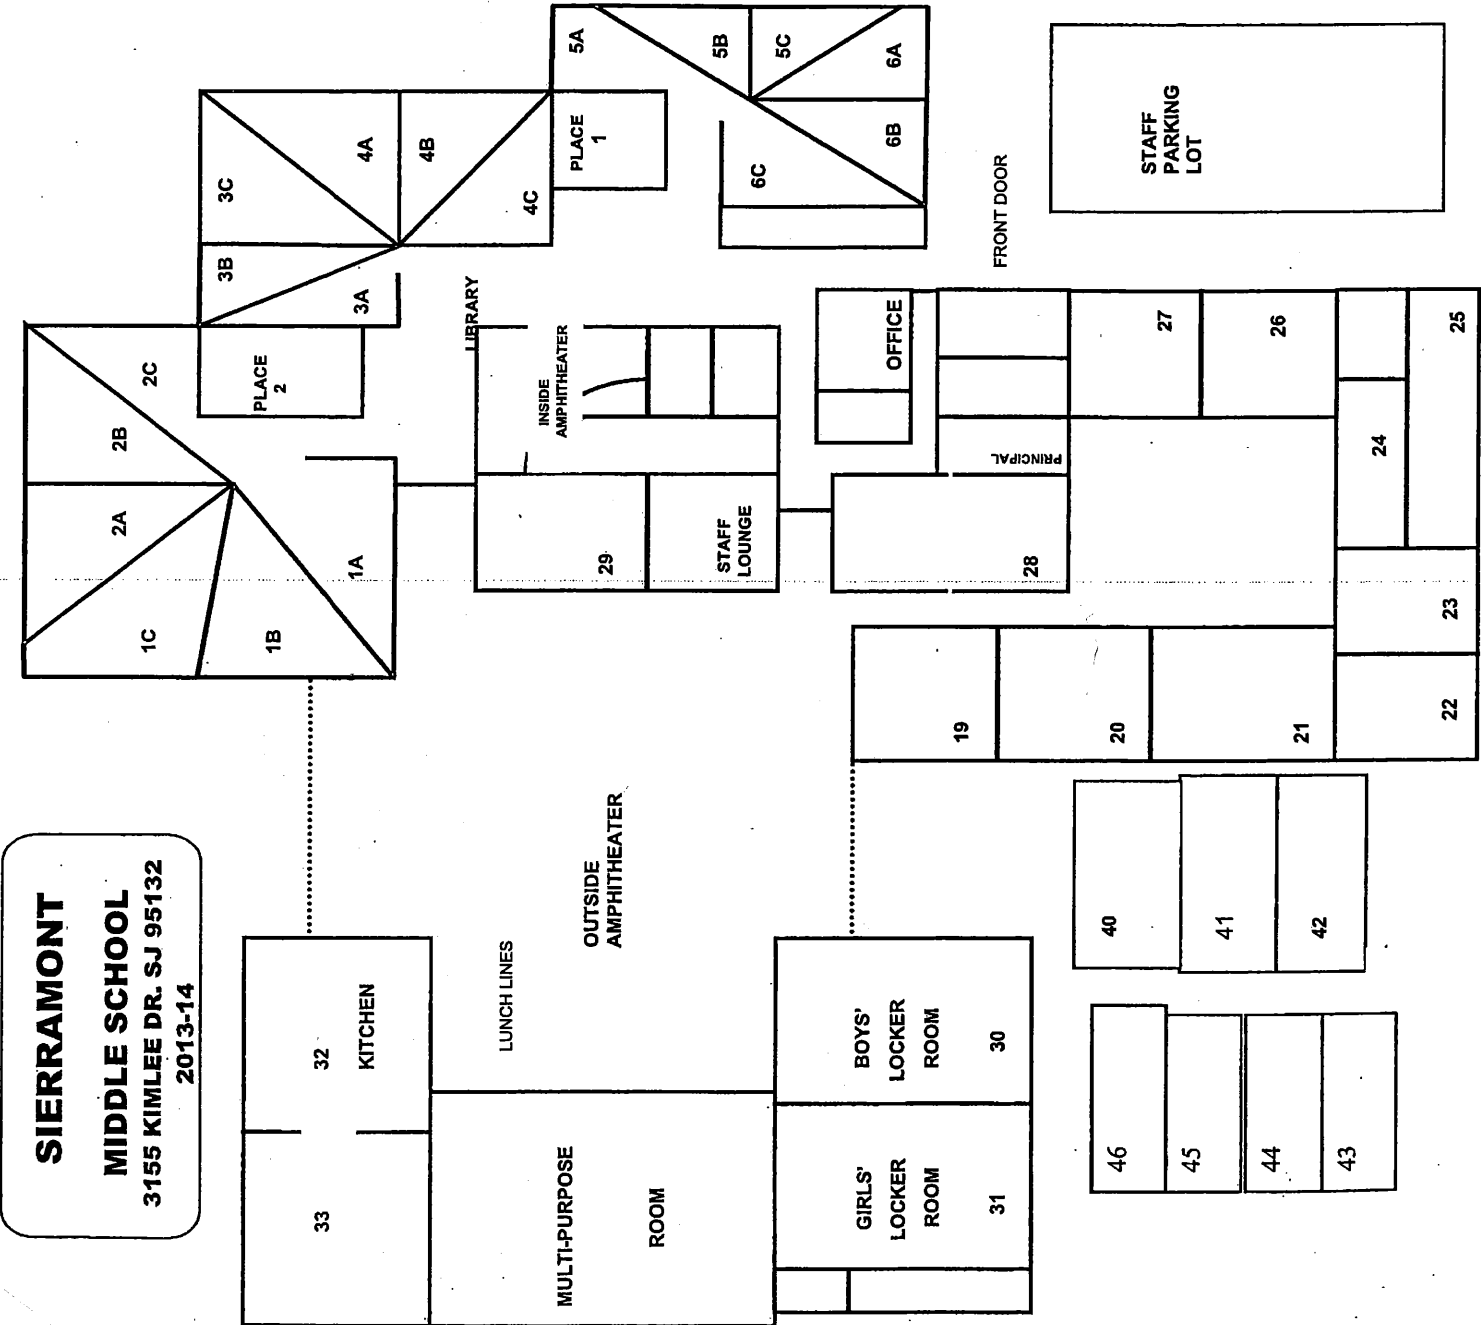 SIERRAMONT
MIDDLE SCHOOL
3155 KIMLEE DR. SJ 95132
2013-14
33
32
KITCHEN
MULTI-PURPOSE
ROOM
LUNCH LINES
OUTSIDE
AMPHITHEATER
GIRLS'
LOCKER
ROOM
31
BOYS'
LOCKER
ROOM
30
46
45
44
43
40
41
42
1C
1B
1A
2A
2B
2C
PLACE
2
3B
3A
3C
4A
4B
4C
LIBRARY
INSIDE
AMPHITHEATER
29
STAFF
LOUNGE
PLACE
1
5A
5B
5C
6A
6B
6C
FRONT DOOR
STAFF
PARKING
LOT
OFFICE
PRINCIPAL
28
27
26
25
24
23
22
19
20
21